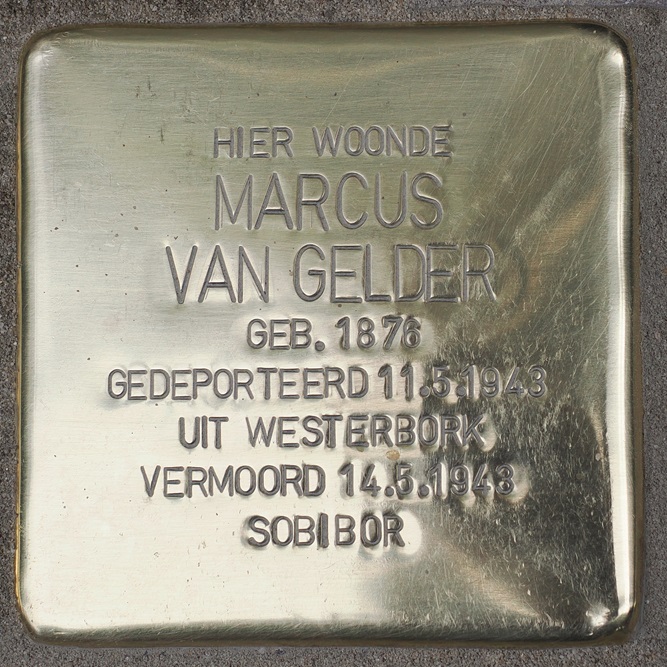 HIER WOONDE
MARCUS
VAN GELDER
GEB. 1876
GEDEPORTEERD 11.5.1943
UIT WESTERBORK
VERMOORD 14.5.1943
SOBIBOR